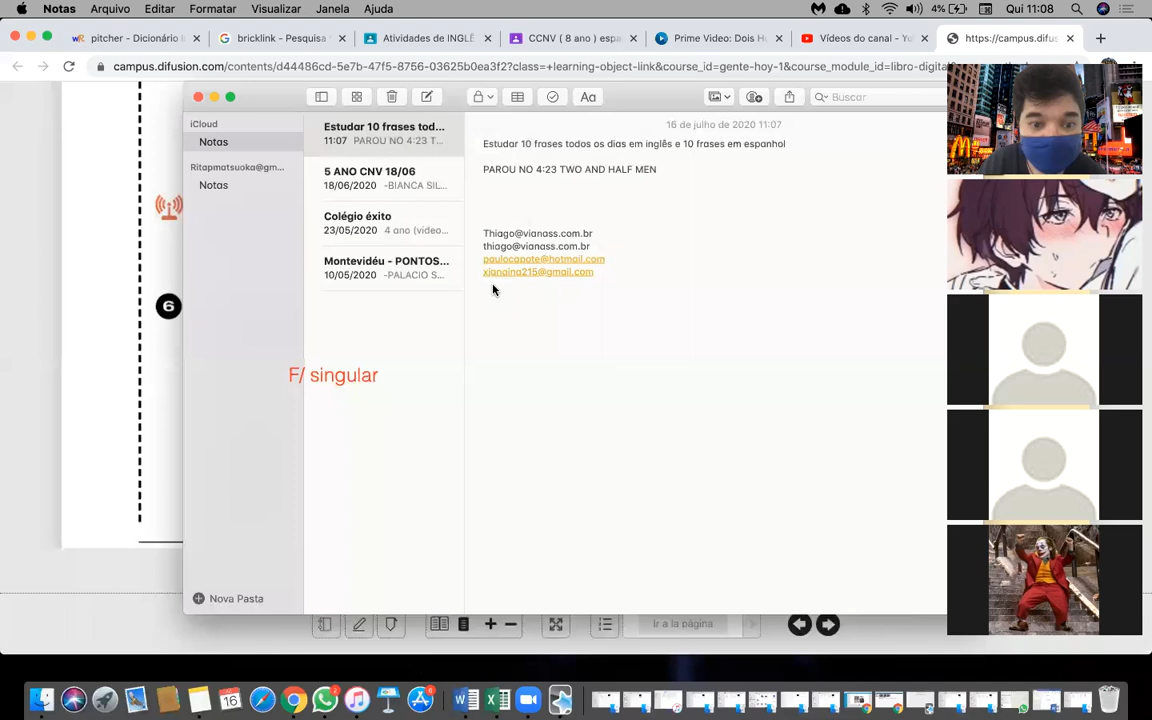 Notas Arquivo Editar Formatar Visualizar Janela Ajuda
4% Qui 11:08
pitcher - Dicionário
bricklink - Pesquisa
Atividades de INGLÊ
CCNV ( 8 ano ) espa
Prime Video: Dois H
Vídeos do canal - Yo
https://campus.difus
campus.difusion.com/contents/d44486cd-5e7b-47f5-8756-03625b0ea3f2?class=+learning-object-link&course_id=gente-hoy-1&course_module_id=libro-digital
Aa
Buscar
iCloud
Notas
Ritapmatsuoka@gm...
Notas
Estudar 10 frases tod...
11:07 PAROU NO 4:23 T...
5 ANO CNV 18/06
18/06/2020 -BIANCA SIL...
Colégio éxito
23/05/2020 4 ano (video...
Montevidéu - PONTOS...
10/05/2020 -PALACIO S...
16 de julho de 2020 11:07
Estudar 10 frases todos os dias em inglês e 10 frases em espanhol
PAROU NO 4:23 TWO AND HALF MEN
Thiago@vianass.com.br
thiago@vianass.com.br
paulocapote@hotmail.com
xjanaina215@gmail.com
6
F/ singular
Nova Pasta
Ir a la página
16